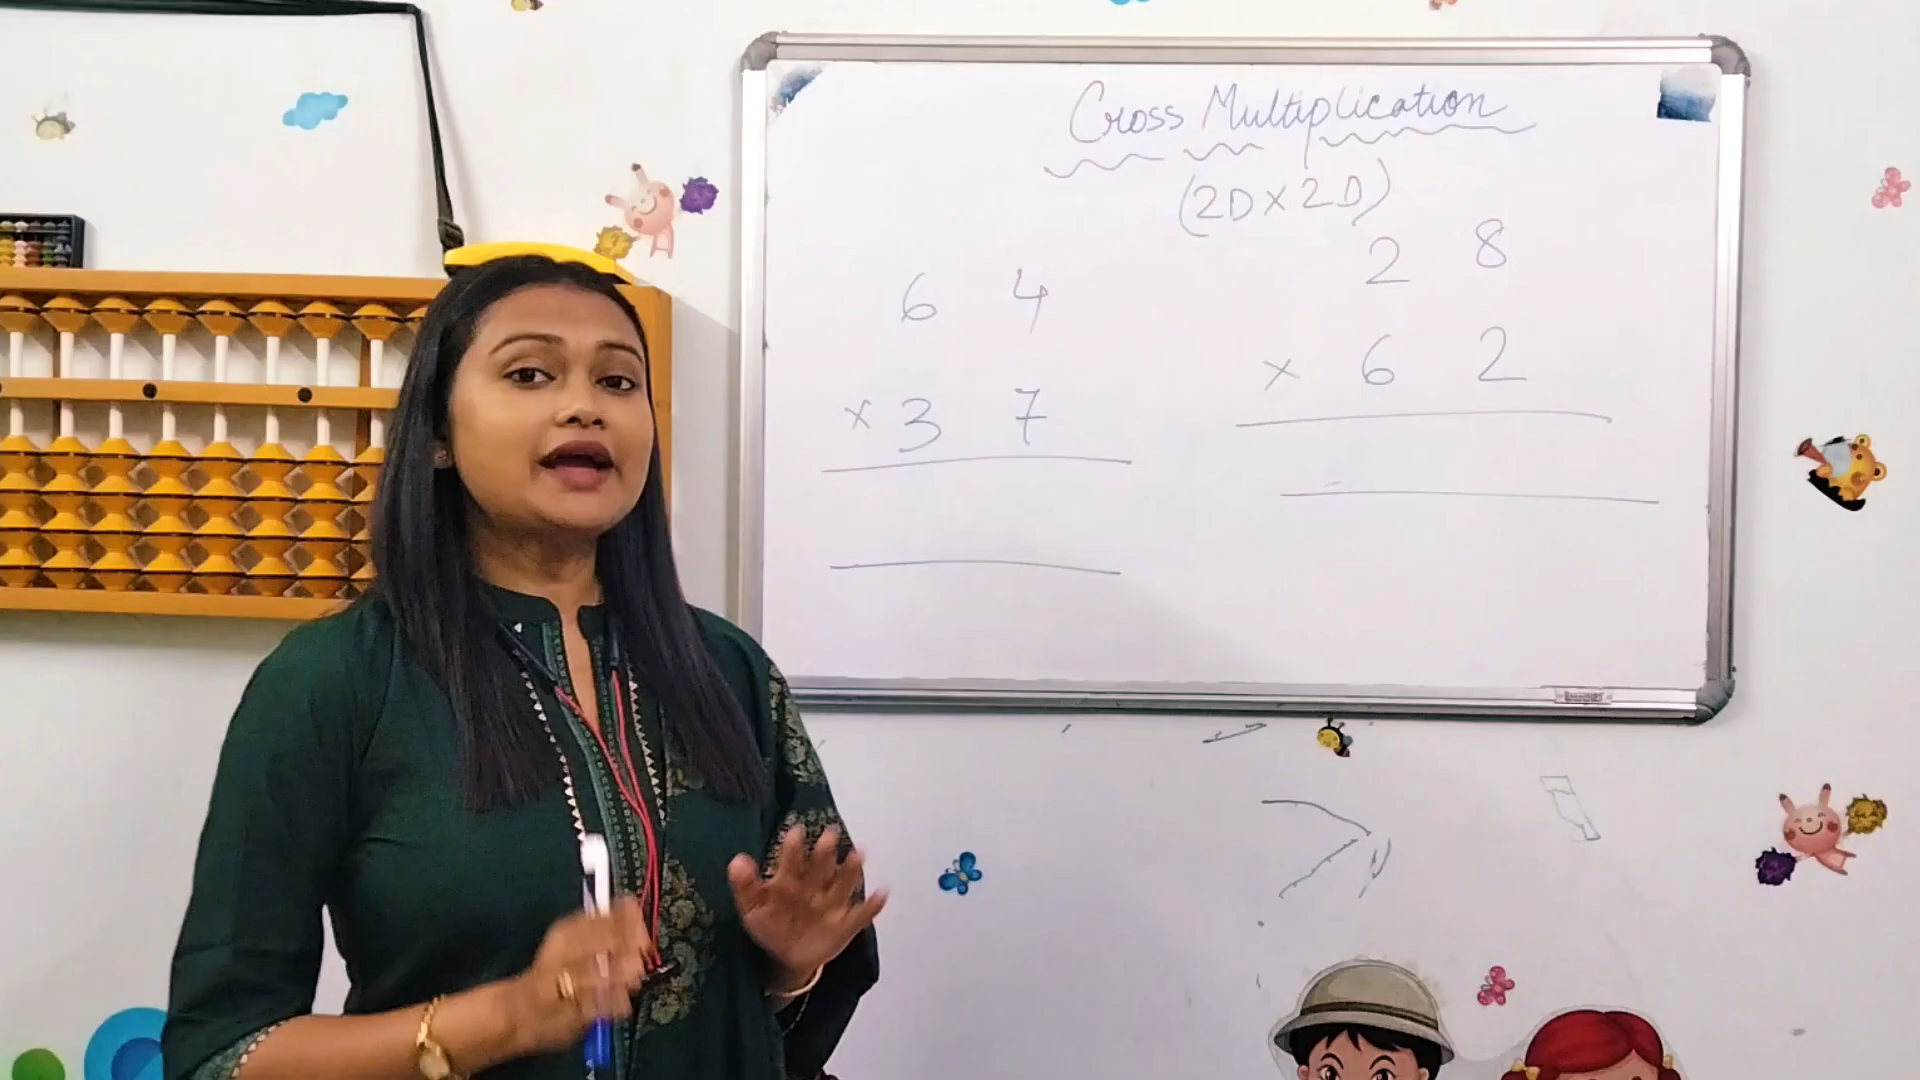 Cross Multiplication
(2D x 2D)
6 4
x 3 7
2 8
x 6 2